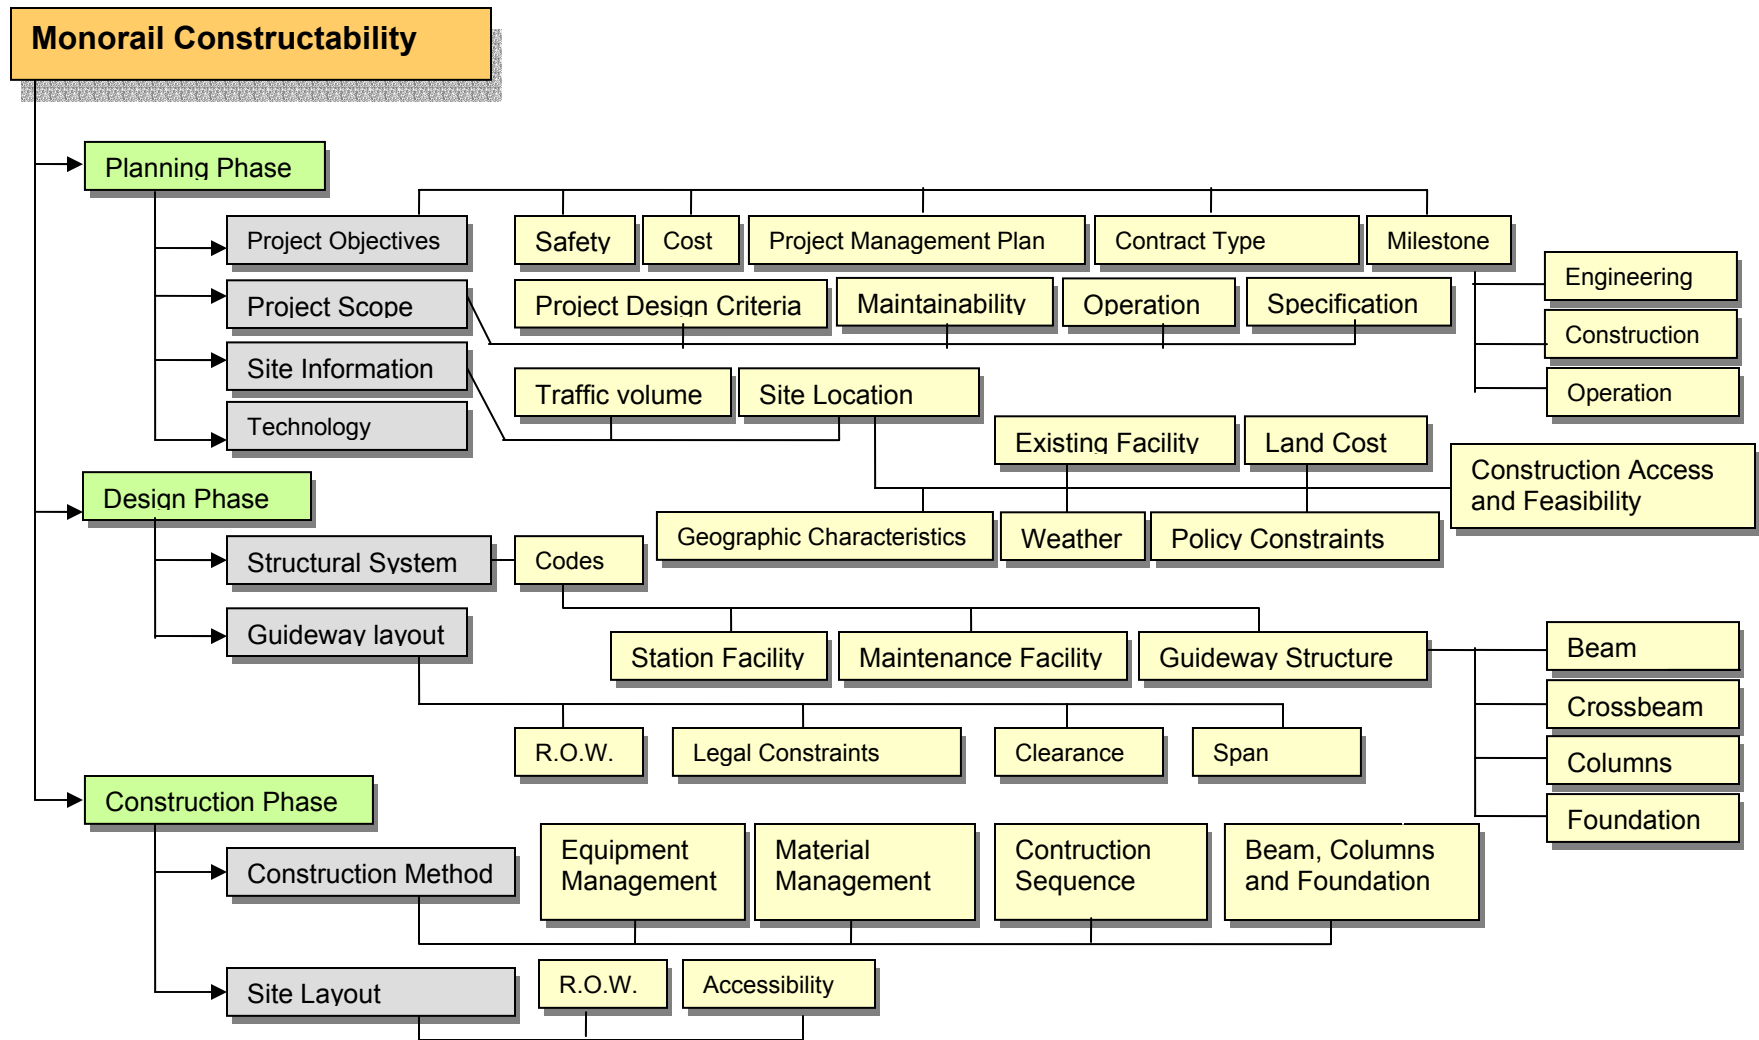 Monorail Constructability
Planning Phase
Project Objectives
Safety
Cost
Project Management Plan
Contract Type
Milestone
Engineering
Construction
Operation
Project Scope
Project Design Criteria
Maintainability
Operation
Specification
Site Information
Traffic volume
Site Location
Technology
Existing Facility
Land Cost
Construction Access
and Feasibility
Geographic Characteristics
Weather
Policy Constraints
Design Phase
Structural System
Codes
Guideway layout
Station Facility
Maintenance Facility
Guideway Structure
Beam
Crossbeam
Columns
Foundation
R.O.W.
Legal Constraints
Clearance
Span
Construction Phase
Construction Method
Equipment
Management
Material
Management
Contruction
Sequence
Beam, Columns
and Foundation
Site Layout
R.O.W.
Accessibility